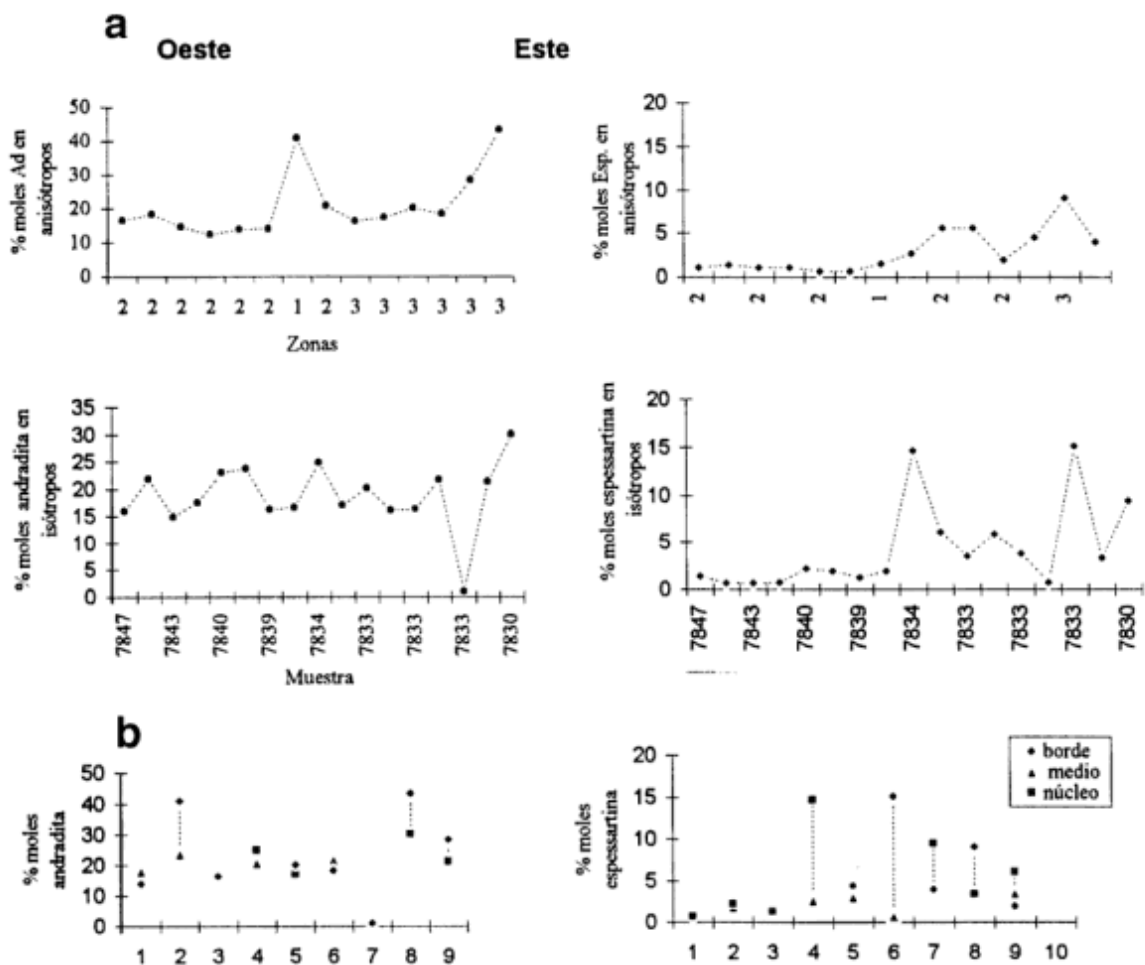 a
Oeste
Este
% moles Ad en
anisótropos
50
40
30
20
10
0
2 2 2 2 2 2 1 2 3 3 3 3 3 3
Zonas
% moles Esp. en
anisótropos
20
15
10
5
0
2 2 2 1 2 2 3
% moles andradita en
isótropos
35
30
25
20
15
10
5
0
7847 7843 7840 7839 7834 7833 7833 7833 7830
Muestra
% moles espessartina en
isótropos
20
15
10
5
0
7847 7843 7840 7839 7834 7833 7833 7833 7830
b
% moles
andradita
50
40
30
20
10
0
1 2 3 4 5 6 7 8 9
% moles
espessartina
20
15
10
5
0
1 2 3 4 5 6 7 8 9 10
borde
medio
núcleo